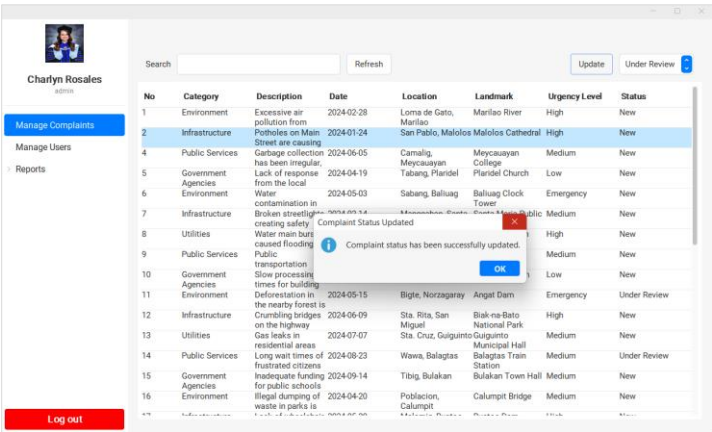 Charlyn Rosales
admin
Manage Complaints
Manage Users
Reports
Log out
Search Refresh Update Under Review
No Category Description Date Location Landmark Urgency Level Status
1 Environment Excessive air 2024-02-28 Loma de Gato, Marilao River High New
pollution from Marilao
2 Infrastructure Potholes on Main 2024-01-24 San Pablo, Malolos Malolos Cathedral High New
Street are causing
4 Public Services Garbage collection 2024-06-05 Camalig, Meycauayan Medium New
has been irregular, Meycauayan College
5 Government Lack of response 2024-04-19 Tabang, Plaridel Plaridel Church Low New
Agencies from the local
6 Environment Water 2024-05-03 Sabang, Baliuag Baliuag Clock Emergency New
contamination in Tower
7 Infrastructure Broken streetlights Medium New
creating safety
Complaint Status Updated
8 Utilities Water main burs High New
caused flooding
Complaint status has been successfully updated.
9 Public Services Public Medium New
transportation
OK
10 Government Slow processing Low New
Agencies times for building
11 Environment Deforestation in 2024-05-15 Bigte, Norzagaray Angat Dam Emergency Under Review
the nearby forest is
12 Infrastructure Crumbling bridges 2024-06-09 Sta. Rita, San Biak-na-Bato High New
on the highway Miguel National Park
13 Utilities Gas leaks in 2024-07-07 Sta. Cruz, Guiguinto Guiguinto Medium New
residential areas Municipal Hall
14 Public Services Long wait times of 2024-08-23 Wawa, Balagtas Balagtas Train Medium Under Review
frustrated citizens Station
15 Government Inadequate funding 2024-09-14 Tibig, Bulakan Bulakan Town Hall Medium New
Agencies for public schools
16 Environment Illegal dumping of 2024-04-20 Poblacion, Calumpit Bridge Medium New
waste in parks is Calumpit